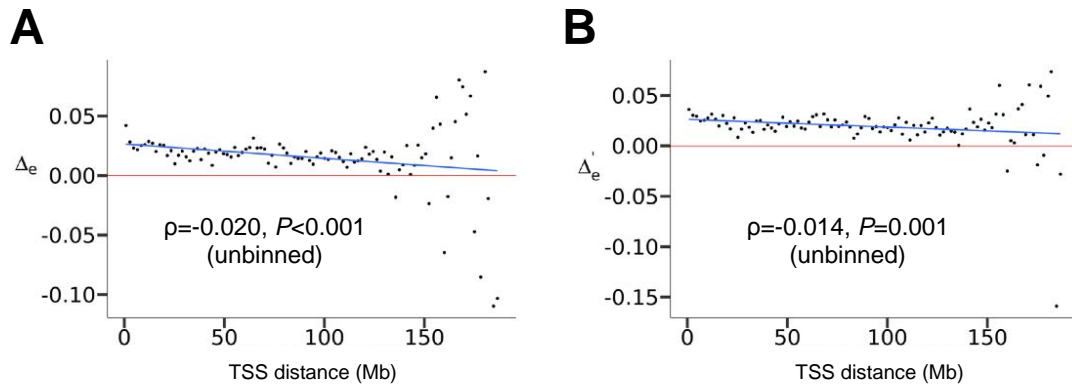 A
Δe
0.05
0.00
-0.05
-0.10
ρ=-0.020, P<0.001
(unbinned)
0 50 100 150
TSS distance (Mb)
B
Δ'e
0.05
0.00
-0.05
-0.10
-0.15
ρ=-0.014, P=0.001
(unbinned)
0 50 100 150
TSS distance (Mb)